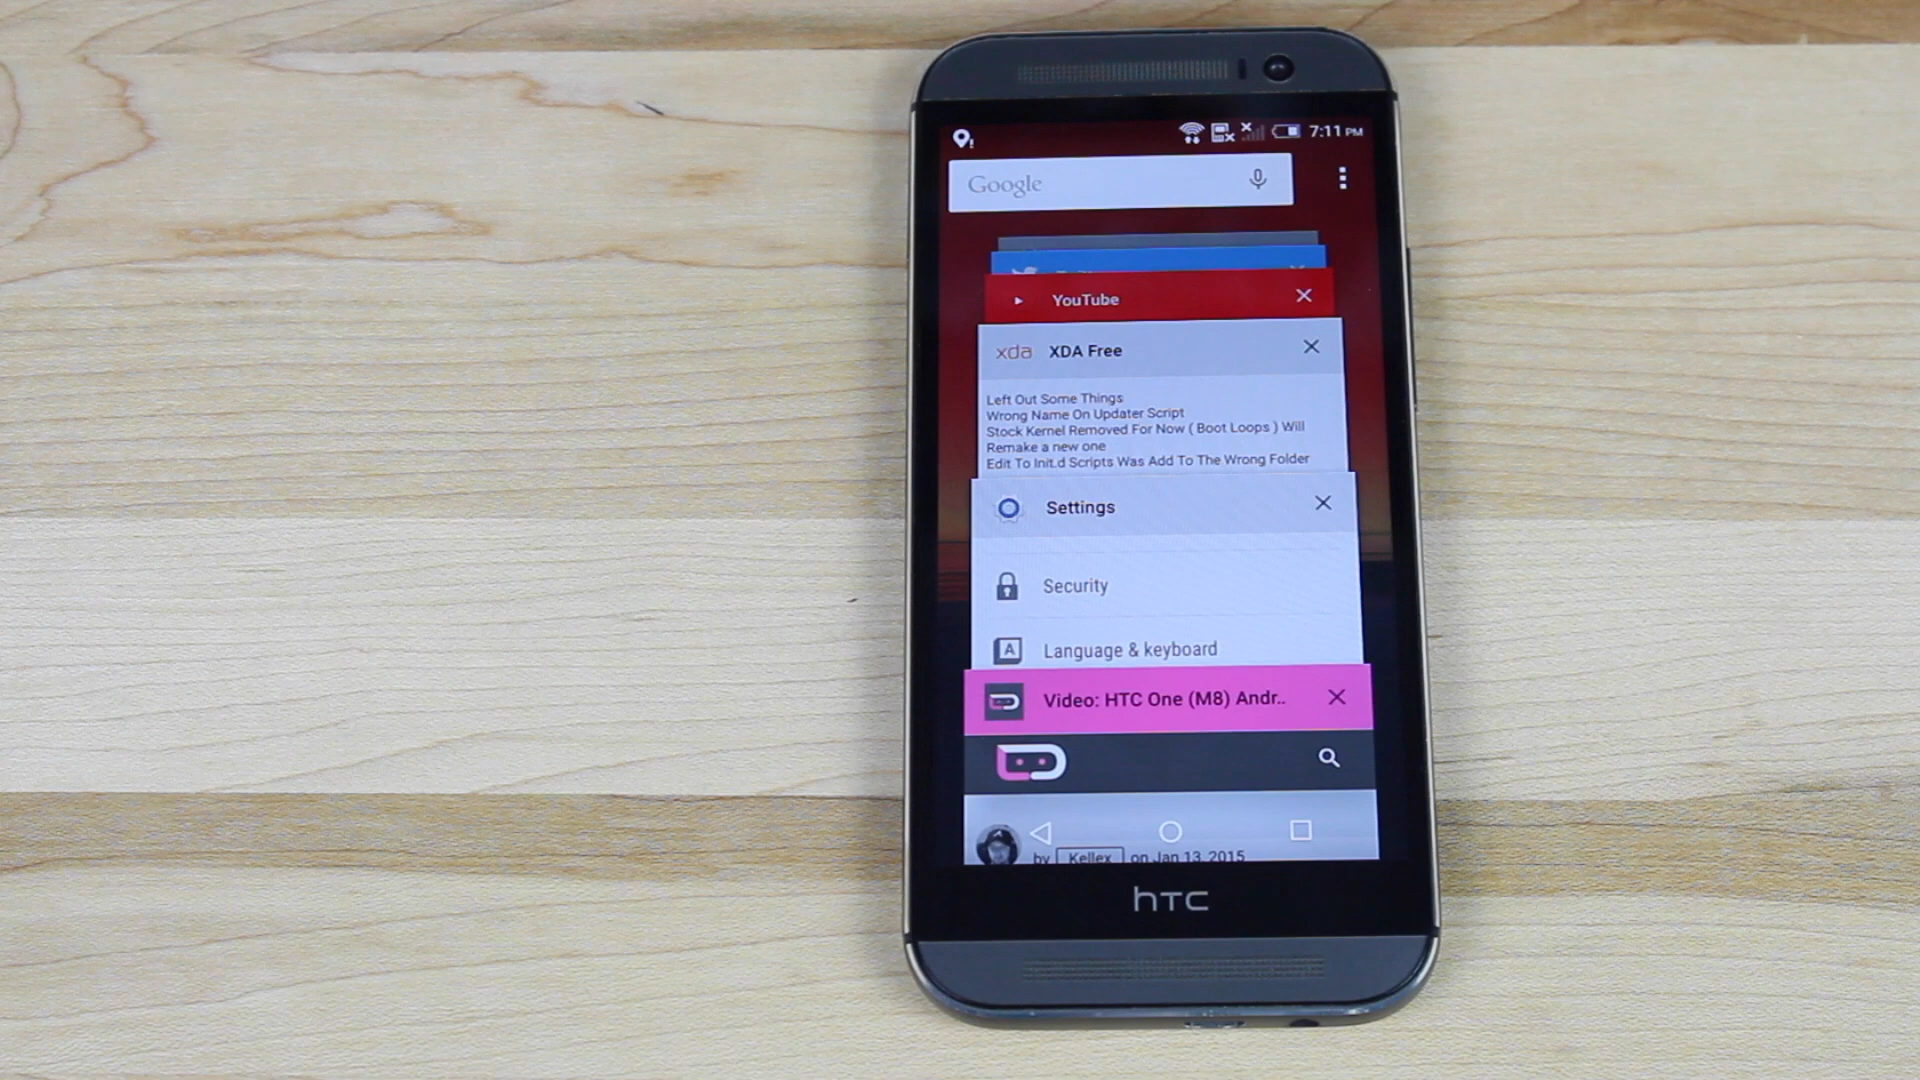 7:11 PM
Google
YouTube
xda XDA Free
Left Out Some Things
Wrong Name On Updater Script
Stock Kernel Removed For Now ( Boot Loops ) Will
Remake a new one
Edit To Init.d Scripts Was Add To The Wrong Folder
Settings
Security
A Language & keyboard
Video: HTC One (M8) Andr..
by Kellex on Jan 13, 2015
hTC